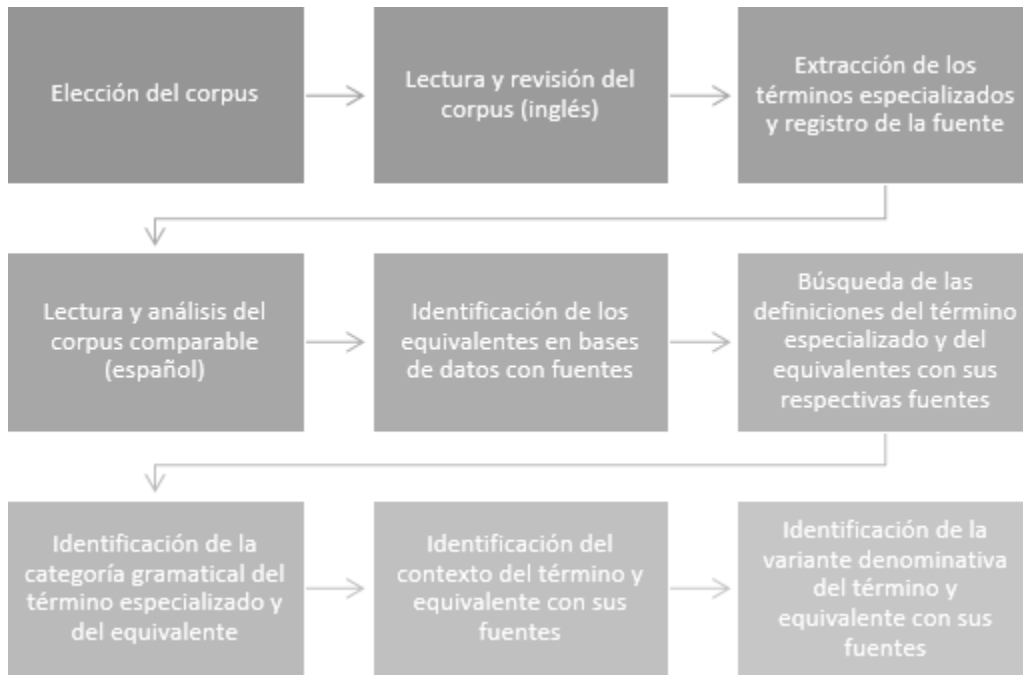 Elección del corpus
Lectura y revisión del
corpus (inglés)
Extracción de los
términos especializados
y registro de la fuente
Lectura y análisis del
corpus comparable
(español)
Identificación de los
equivalentes en bases
de datos con fuentes
Búsqueda de las
definiciones del término
especializado y del
equivalentes con sus
respectivas fuentes
Identificación de la
categoría gramatical del
término especializado y
del equivalente
Identificación del
contexto del término y
equivalente con sus
fuentes
Identificación de la
variante denominativa
del término y
equivalente con sus
fuentes